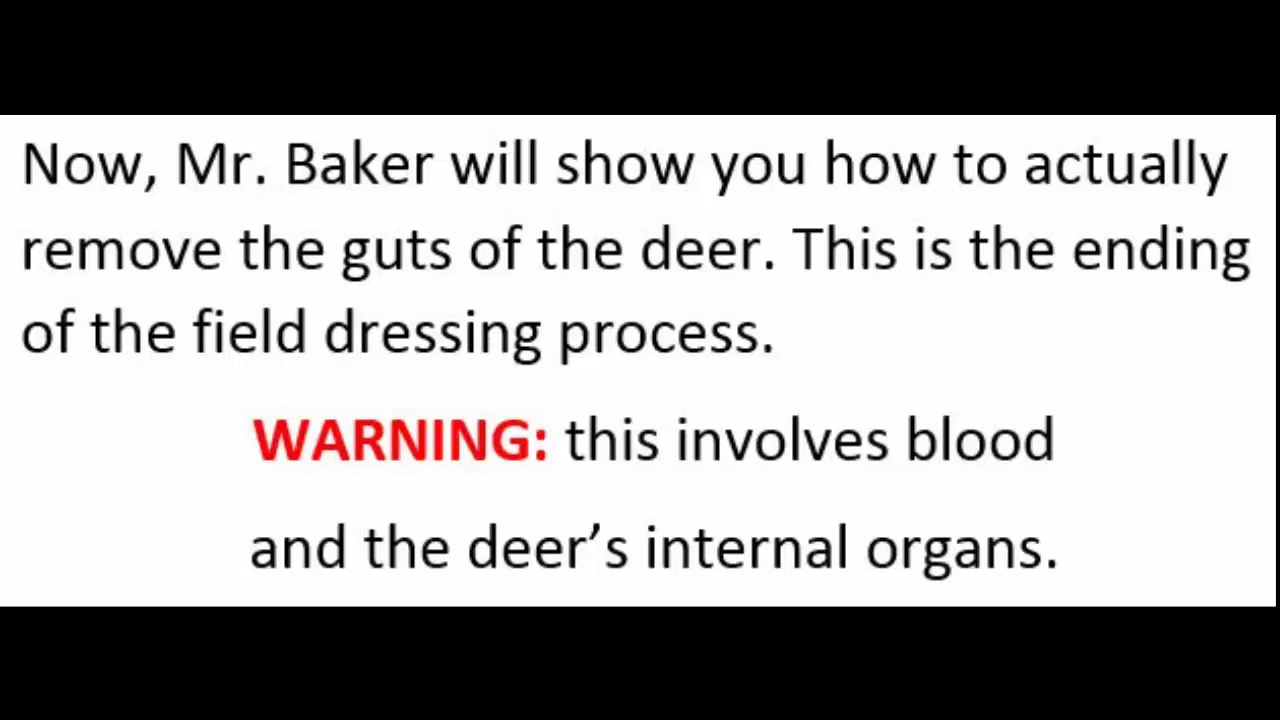 Now, Mr. Baker will show you how to actually
remove the guts of the deer. This is the ending
of the field dressing process.
WARNING: this involves blood
and the deer’s internal organs.